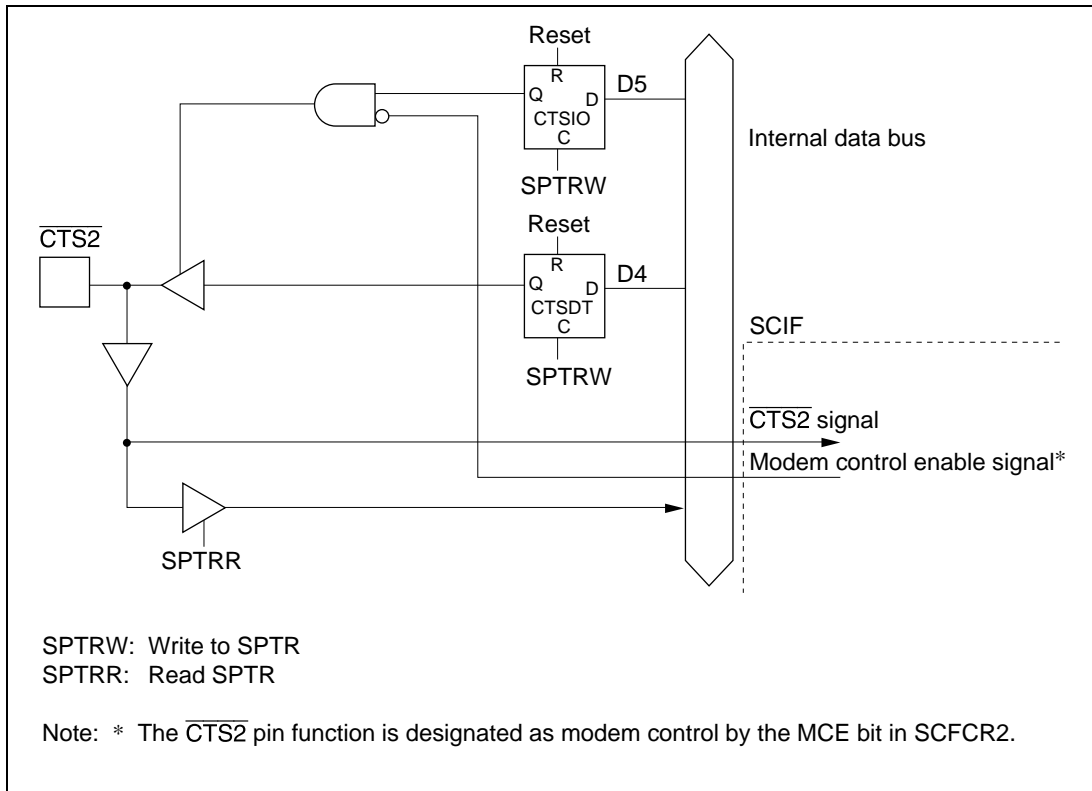 Reset
R
Q
D
D5
CTSIO
C
SPTRW
Internal data bus
Reset
CTS2
R
Q
D
D4
CTSDT
C
SPTRW
SCIF
CTS2 signal
Modem control enable signal*
SPTRR
SPTRW: Write to SPTR
SPTRR: Read SPTR
Note: * The CTS2 pin function is designated as modem control by the MCE bit in SCFCR2.